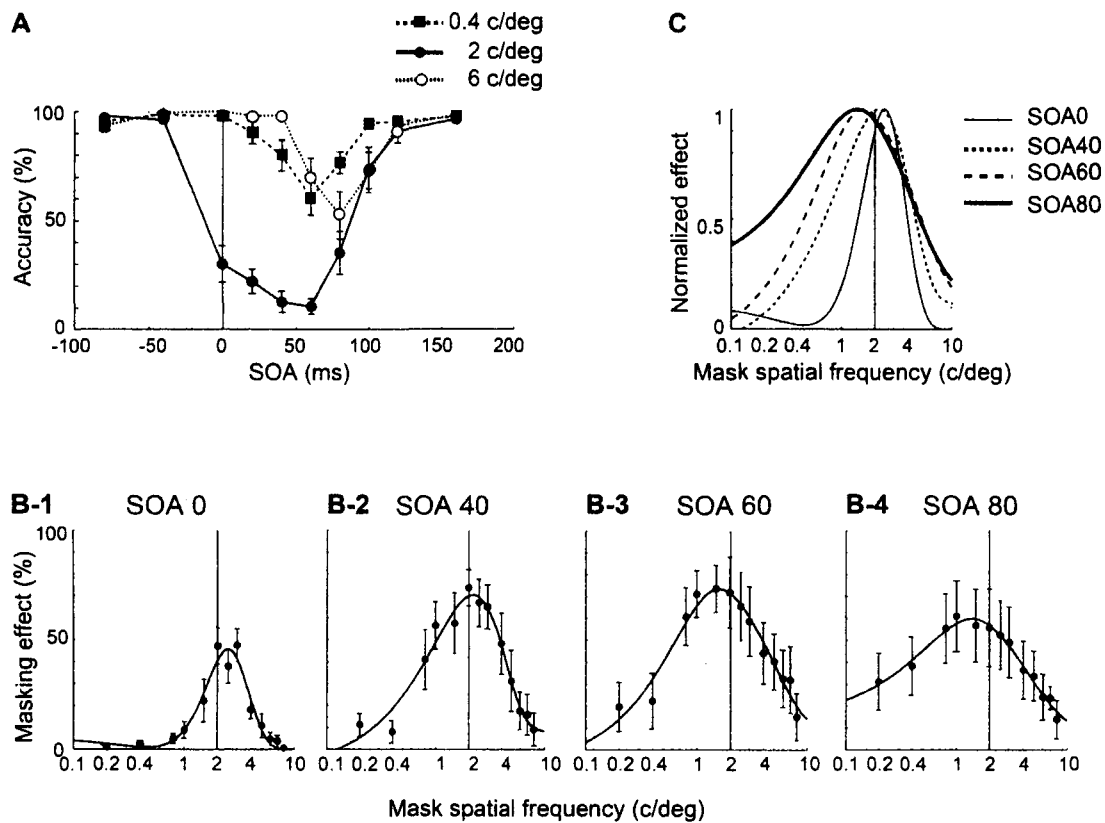 A
0.4 c/deg
2 c/deg
6 c/deg
Accuracy (%)
100
50
0
-100 -50 0 50 100 150 200
SOA (ms)
C
SOA0
SOA40
SOA60
SOA80
Normalized effect
1
0.5
0
0.1 0.2 0.4 1 2 4 10
Mask spatial frequency (c/deg)
B-1 SOA 0
B-2 SOA 40
B-3 SOA 60
B-4 SOA 80
Masking effect (%)
100
50
0
0.1 0.2 0.4 1 2 4 10
0.1 0.2 0.4 1 2 4 10
0.1 0.2 0.4 1 2 4 10
0.1 0.2 0.4 1 2 4 10
Mask spatial frequency (c/deg)